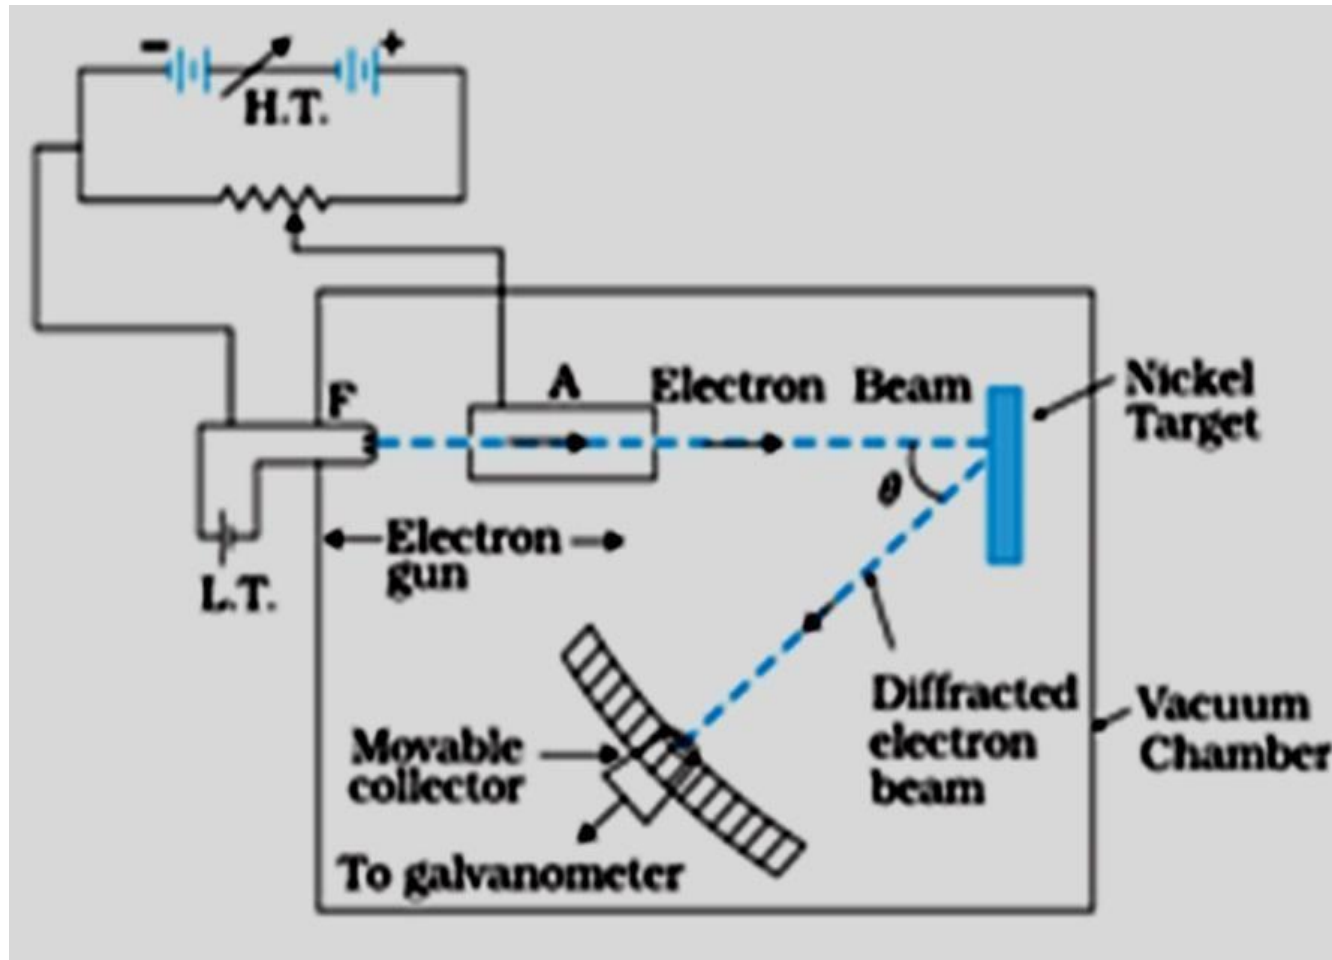 - +
H.T.
F
A
Electron Beam
Nickel
Target
θ
Electron
gun
L.T.
Diffracted
electron
beam
Vacuum
Chamber
Movable
collector
To galvanometer